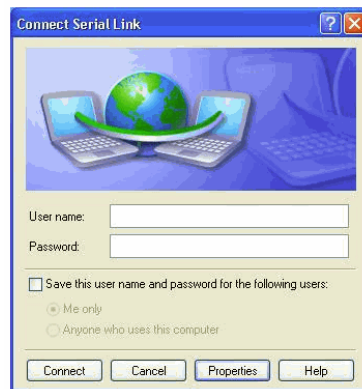 Connect Serial Link
User name:
Password:
Save this user name and password for the following users:
Me only
Anyone who uses this computer
Connect Cancel Properties Help